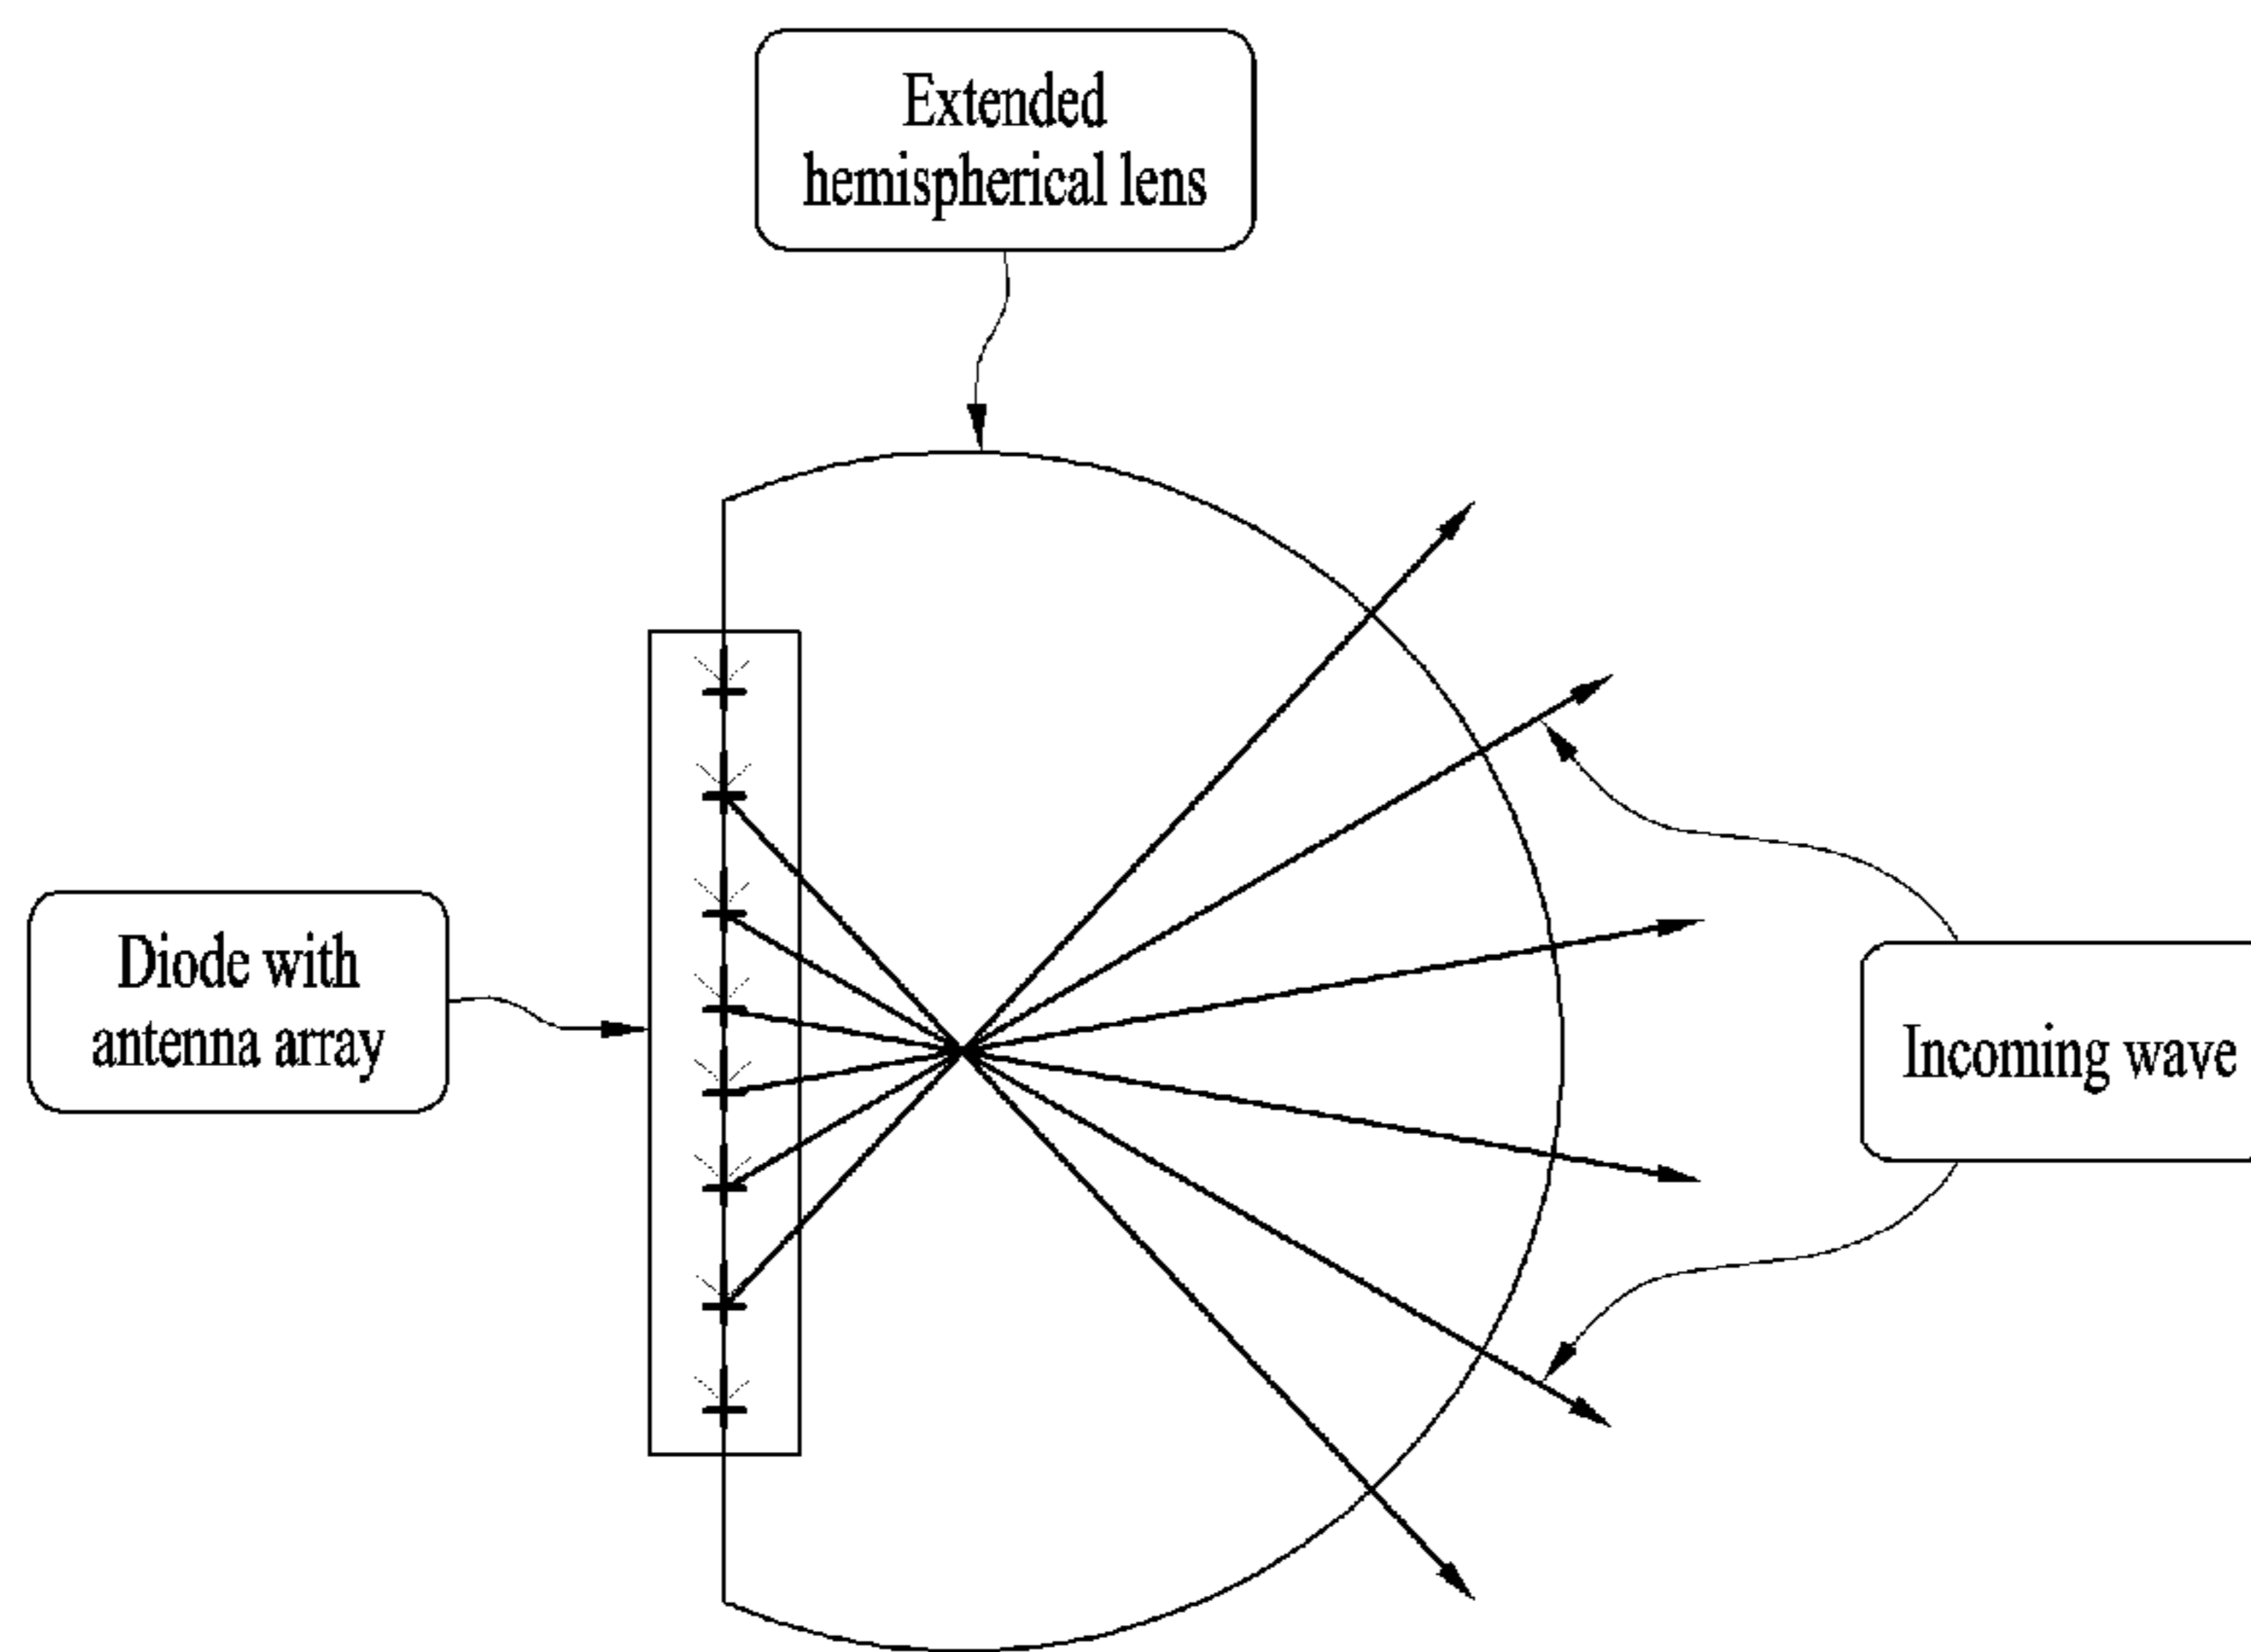 Extended
hemispherical lens
Diode with
antenna array
Incoming wave